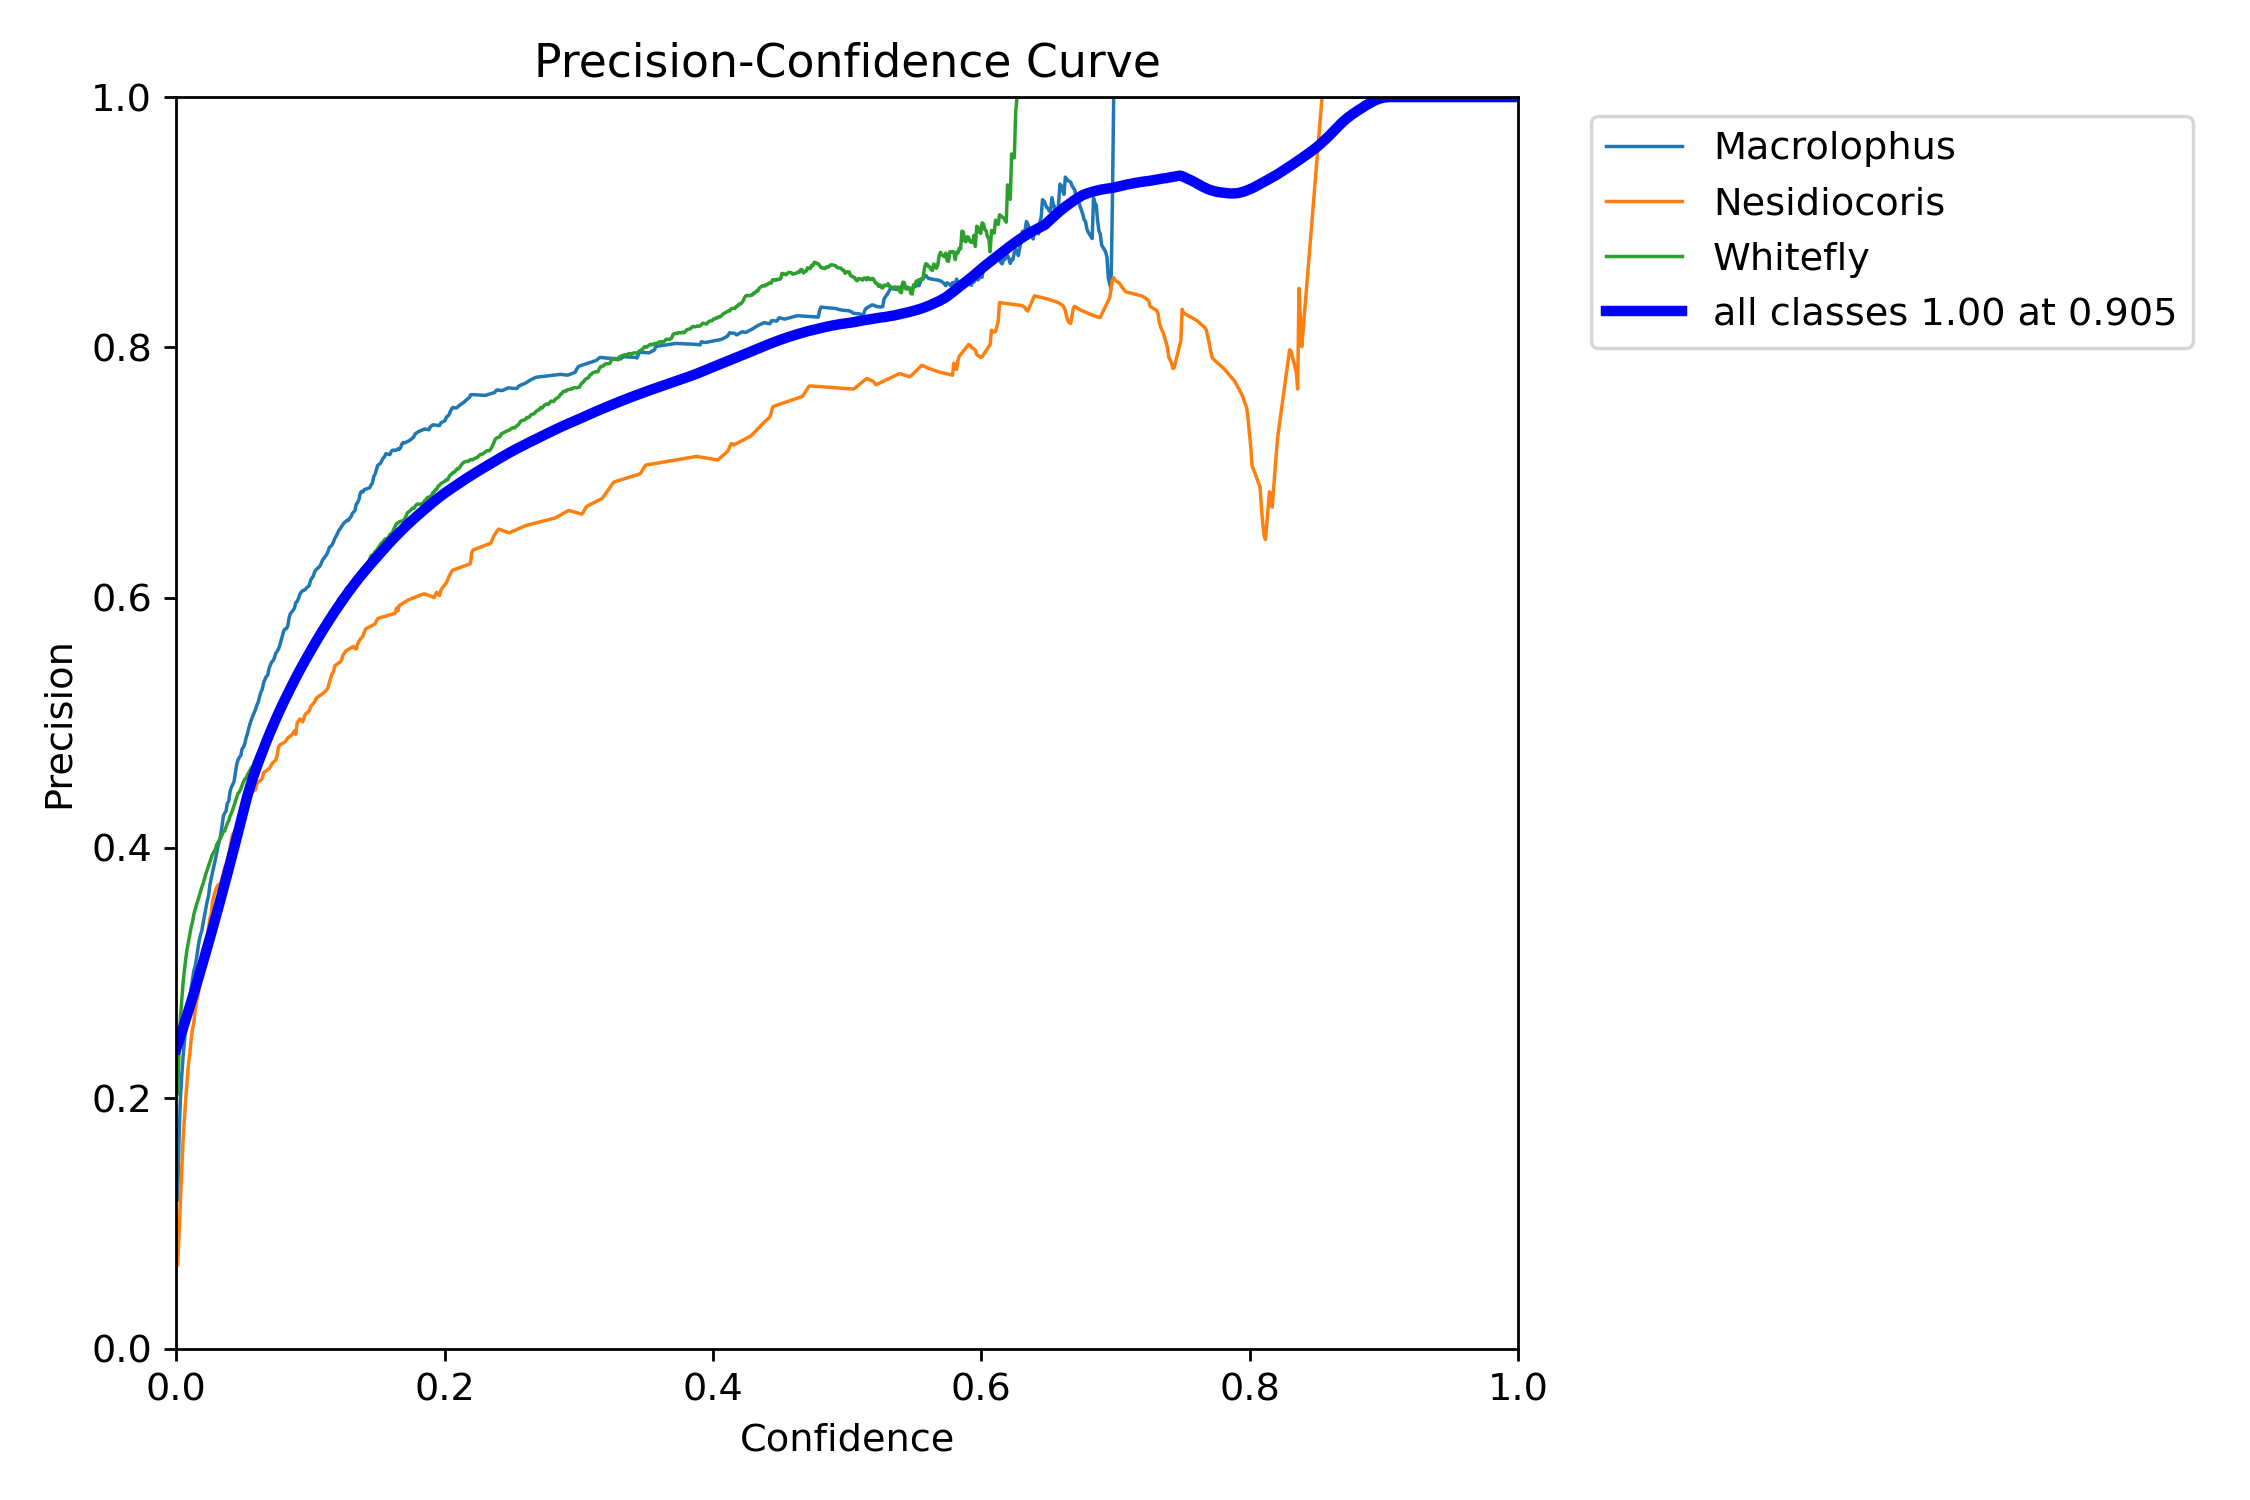 Precision-Confidence Curve
1.0
0.8
0.6
0.4
0.2
0.0
Precision
0.0 0.2 0.4 0.6 0.8 1.0
Confidence
Macrolophus
Nesidiocoris
Whitefly
all classes 1.00 at 0.905